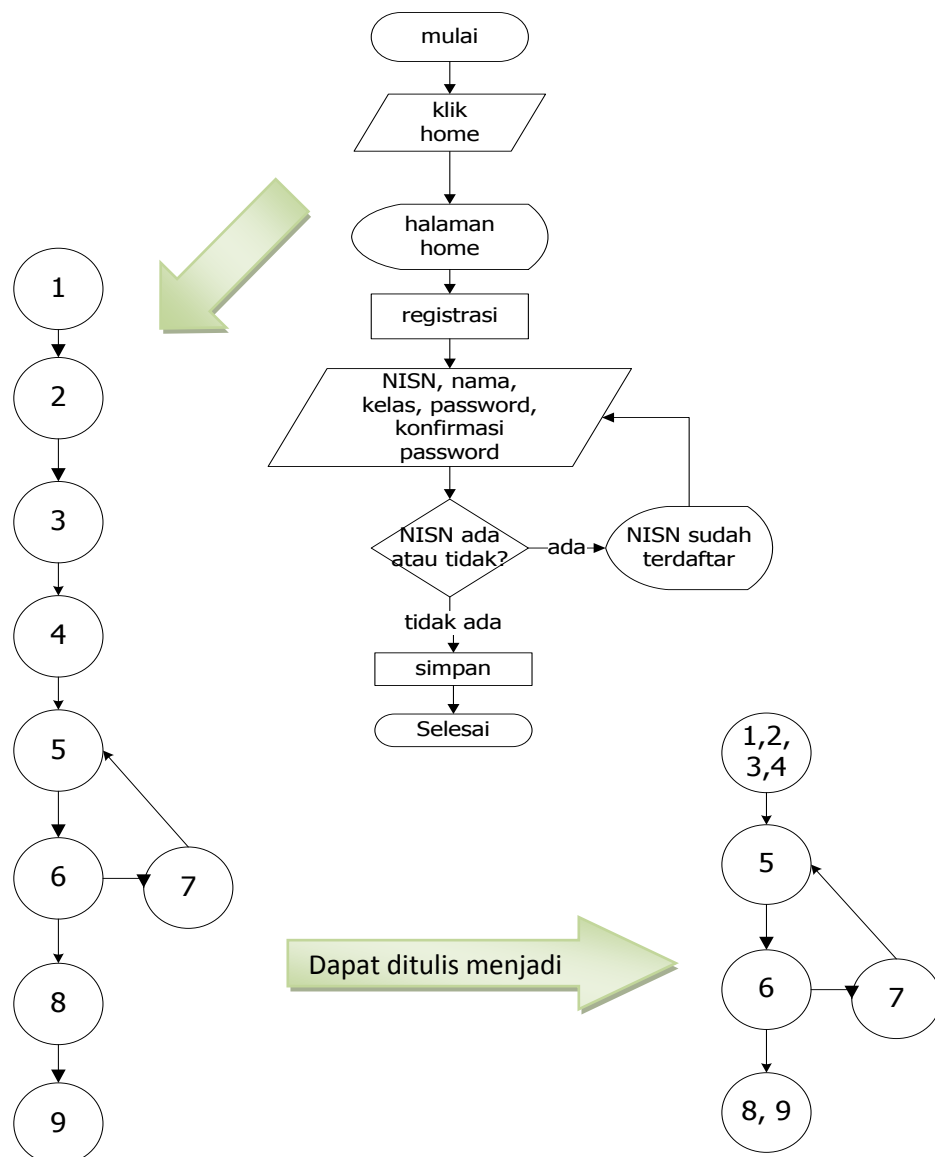 mulai
klik
home
halaman
home
registrasi
NISN, nama,
kelas, password,
konfirmasi
password
NISN ada
atau tidak?
ada
NISN sudah
terdaftar
tidak ada
simpan
Selesai
1
2
3
4
5
6
7
8
9
Dapat ditulis menjadi
1,2,
3,4
5
6
7
8, 9